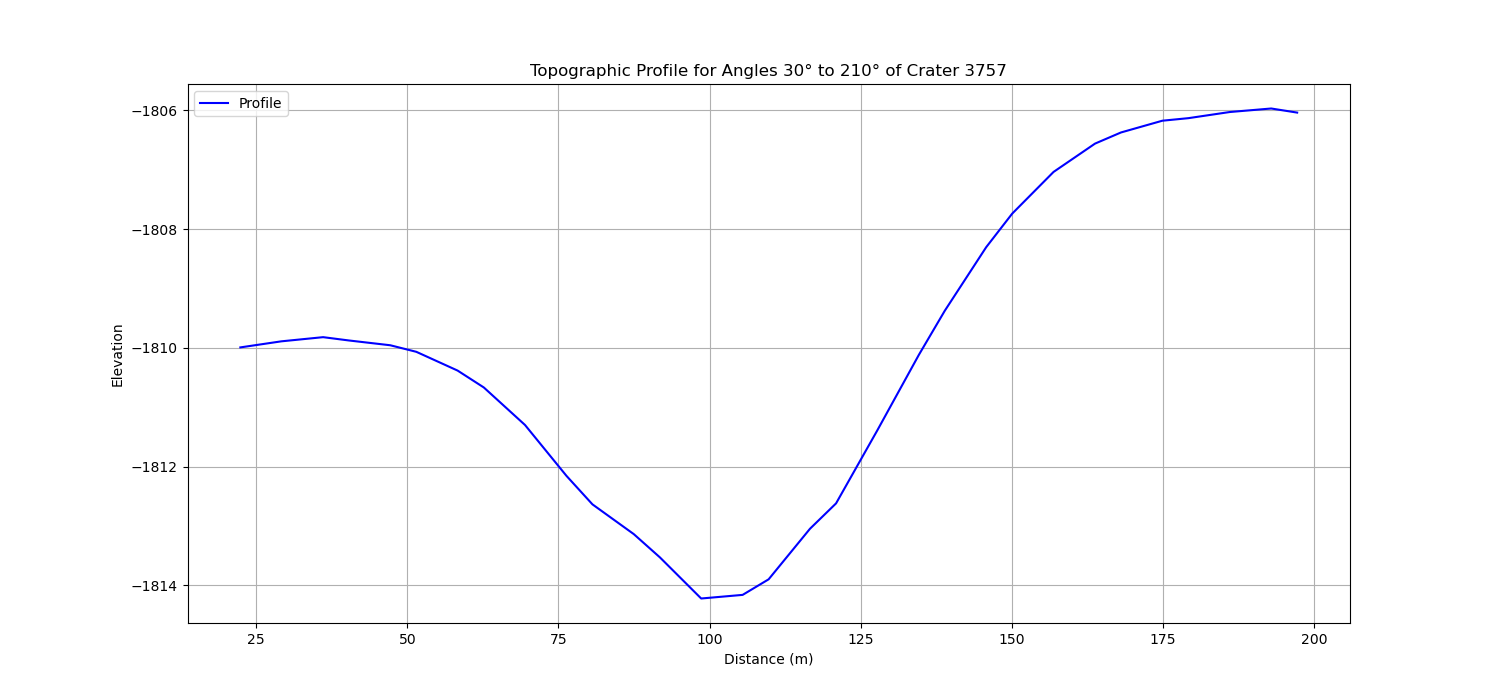 Topographic Profile for Angles 30° to 210° of Crater 3757
Profile
−1806
−1808
−1810
−1812
−1814
Elevation
25 50 75 100 125 150 175 200
Distance (m)